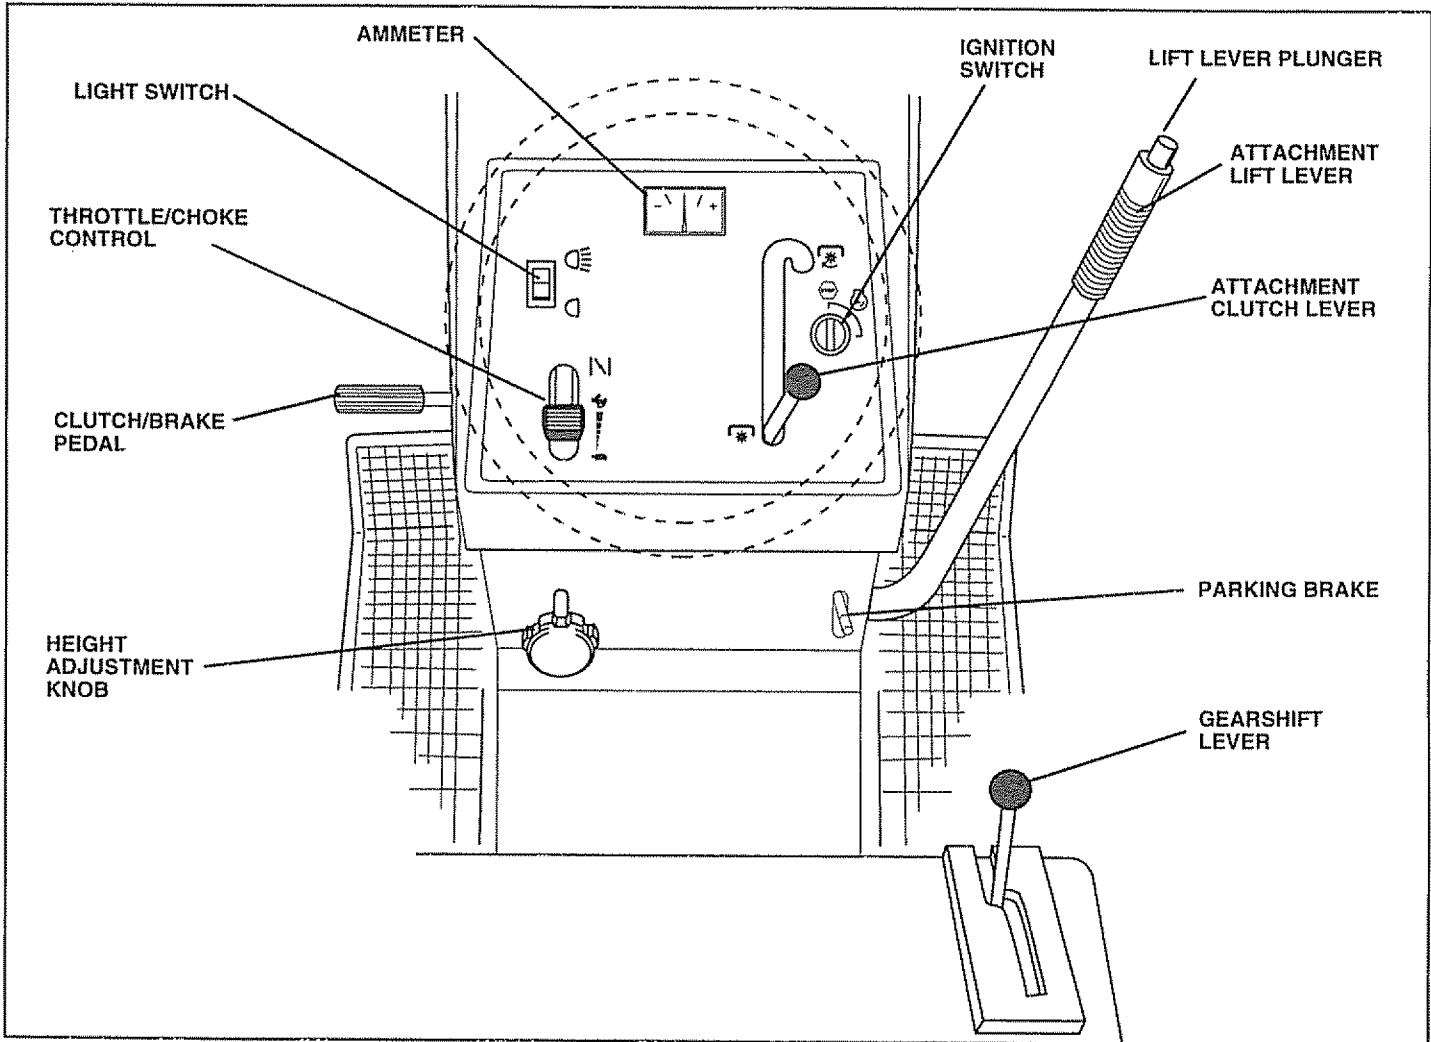 AMMETER
IGNITION
SWITCH
LIFT LEVER PLUNGER
LIGHT SWITCH
ATTACHMENT
LIFT LEVER
THROTTLE/CHOKE
CONTROL
ATTACHMENT
CLUTCH LEVER
CLUTCH/BRAKE
PEDAL
PARKING BRAKE
HEIGHT
ADJUSTMENT
KNOB
GEARSHIFT
LEVER